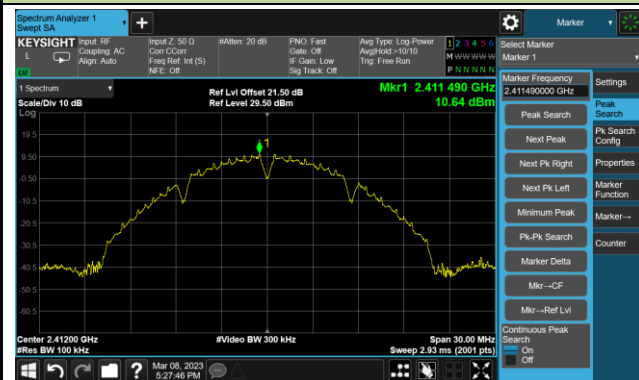 Spectrum Analyzer 1
Swept SA
Marker
KEYSIGHT
L
LW
Input: RF
Coupling: AC
Align: Auto
Input Z: 50 Ω
Corr CCorr
Freq Ref: Int (S)
NFE: Off
#Atten: 20 dB
PNO: Fast
Gate: Off
IF Gain: Low
Sig Track: Off
Avg Type: Log-Power
Avg|Hold:>10/10
Trig: Free Run
1 2 3 4 5 6
M W W W W W
P N N N N N
Select Marker
Marker 1
Marker Frequency
2.411490000 GHz
Peak Search
Next Peak
Next Pk Right
Next Pk Left
Minimum Peak
Pk-Pk Search
Marker Delta
Mkr→CF
Mkr→Ref Lvl
Continuous Peak Search
On
Off
Settings
Peak Search
Pk Search Config
Properties
Marker Function
Marker→
Counter
1 Spectrum
Scale/Div 10 dB
Log
Ref Lvl Offset 21.50 dB
Ref Level 29.50 dBm
Mkr1 2.411 490 GHz
10.64 dBm
1
19.5
9.50
-10.5
-20.5
-30.5
-40.5
-50.5
-60.5
Center 2.41200 GHz
#Res BW 100 kHz
#Video BW 300 kHz
Span 30.00 MHz
Sweep 2.93 ms (2001 pts)
?
Mar 08, 2023
5:27:46 PM